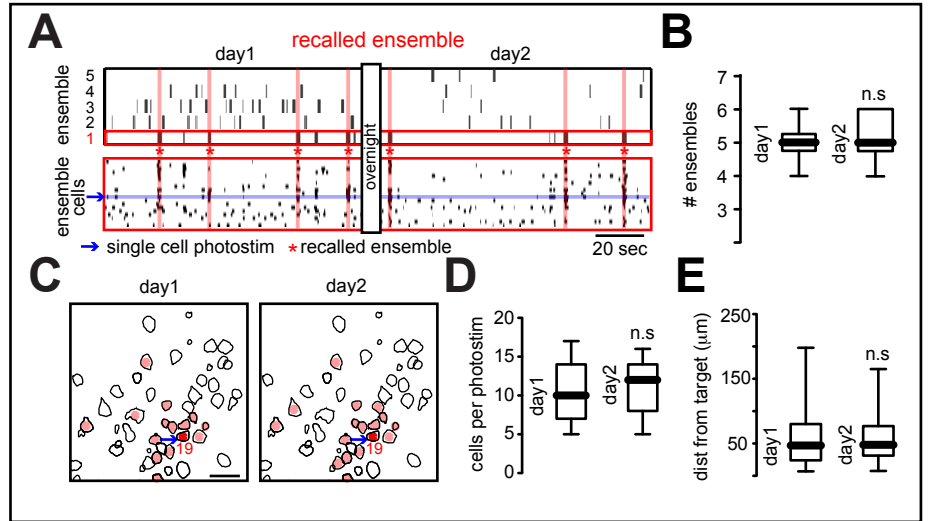 A
recalled ensemble
day1
day2
ensemble
5
4
3
2
1
* * * * * * *
overnight
ensemble
cells
→ single cell photostim * recalled ensemble
20 sec
B
# ensembles
7
6
5
4
3
day1
day2
n.s
C
day1
day2
19
19
D
cells per photostim
20
15
10
5
0
day1
day2
n.s
E
dist from target (μm)
250
150
50
day1
day2
n.s